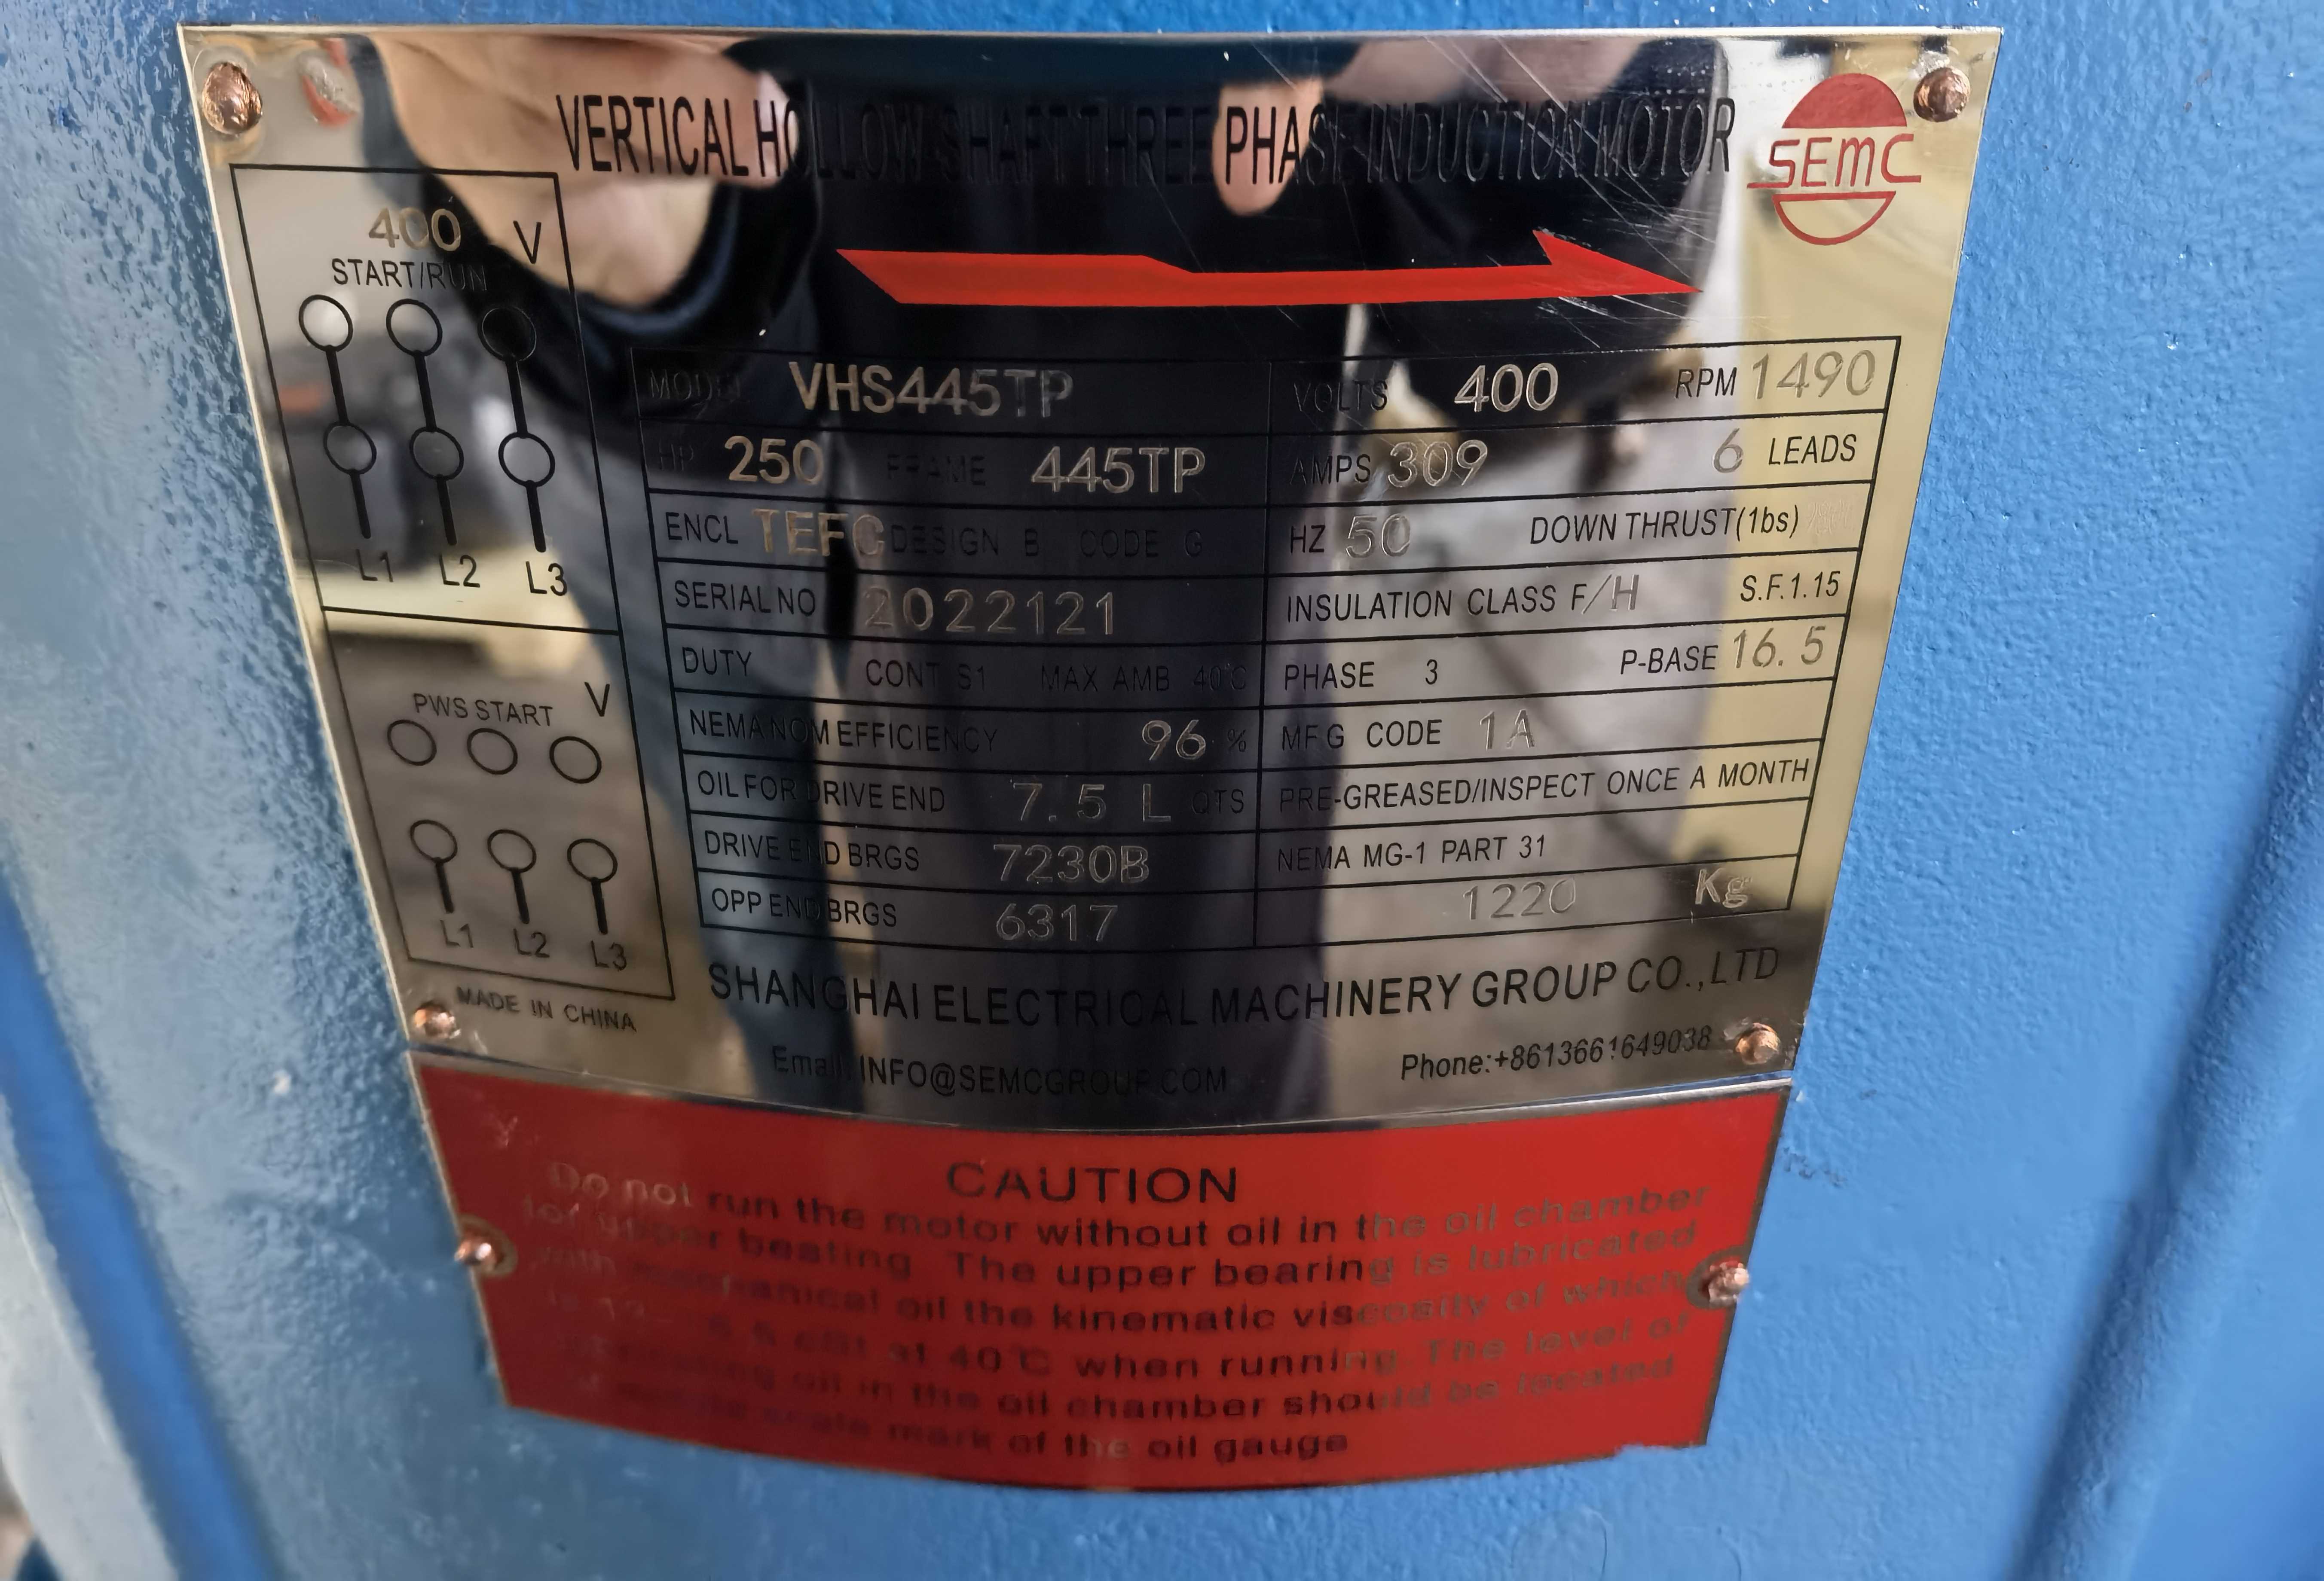 VERTICAL HOLLOW SHAFT THREE PHASE INDUCTION MOTOR
SEMC
400 V
START/RUN
L1 L2 L3
V
PWS START
L1 L2 L3
MADE IN CHINA
MODEL VHS445TP VOLTS 400 RPM 1490
HP 250 FRAME 445TP AMPS 309 6 LEADS
ENCL TEFC DESIGN B CODE G HZ 50 DOWN THRUST(1bs)
SERIAL NO 2022121 INSULATION CLASS F/H S.F.1.15
DUTY CONT S1 MAX AMB 40°C PHASE 3 P-BASE 16.5
NEMA NOM EFFICIENCY 96 % MFG CODE 1A
OIL FOR DRIVE END 7.5 L QTS PRE-GREASED/INSPECT ONCE A MONTH
DRIVE END BRGS 7230B NEMA MG-1 PART 31
OPP END BRGS 6317 1220 Kg
SHANGHAI ELECTRICAL MACHINERY GROUP CO.,LTD
Email: INFO@SEMCGROUP.COM Phone:+8613661649038
CAUTION
Do not run the motor without oil in the oil chamber
for upper beating The upper bearing is lubricated
with mechanical oil the kinematic viscosity of which
is at 40°C when running. The level of
oil in the oil chamber should be located
scale mark of the oil gauge